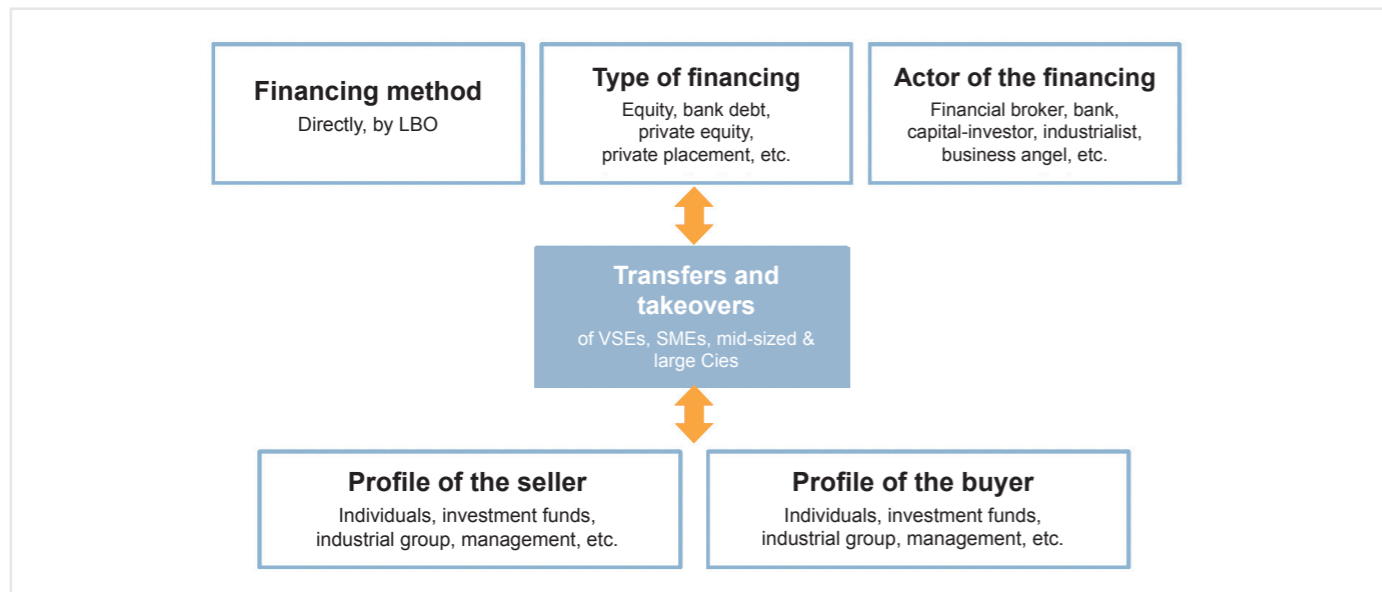 Financing method
Directly, by LBO
Type of financing
Equity, bank debt,
private equity,
private placement, etc.
Actor of the financing
Financial broker, bank,
capital-investor, industrialist,
business angel, etc.
Transfers and
takeovers
of VSEs, SMEs, mid-sized &
large Cies
Profile of the seller
Individuals, investment funds,
industrial group, management, etc.
Profile of the buyer
Individuals, investment funds,
industrial group, management, etc.